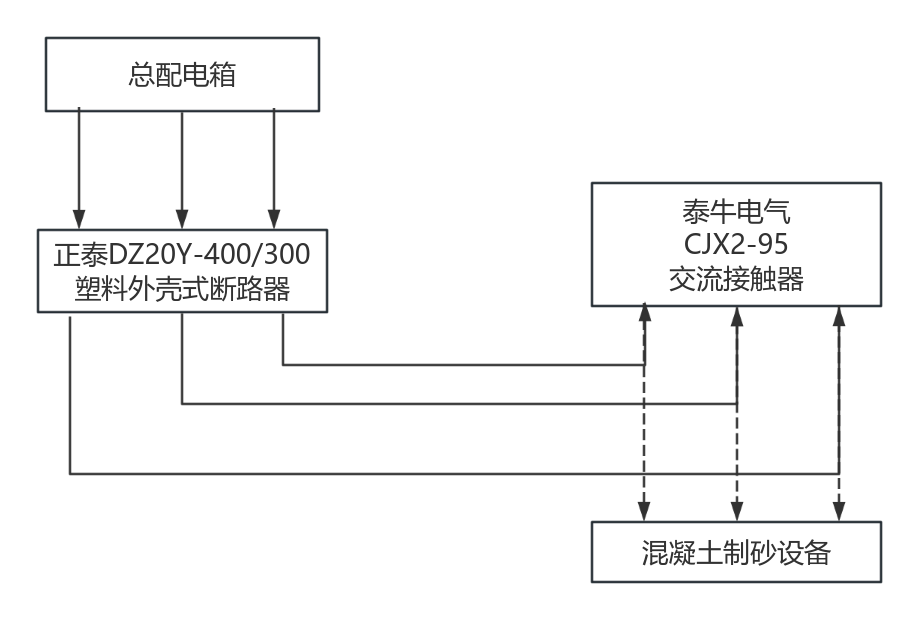 总配电箱
正泰DZ20Y-400/300
塑料外壳式断路器
泰牛电气
CJX2-95
交流接触器
混凝土制砂设备